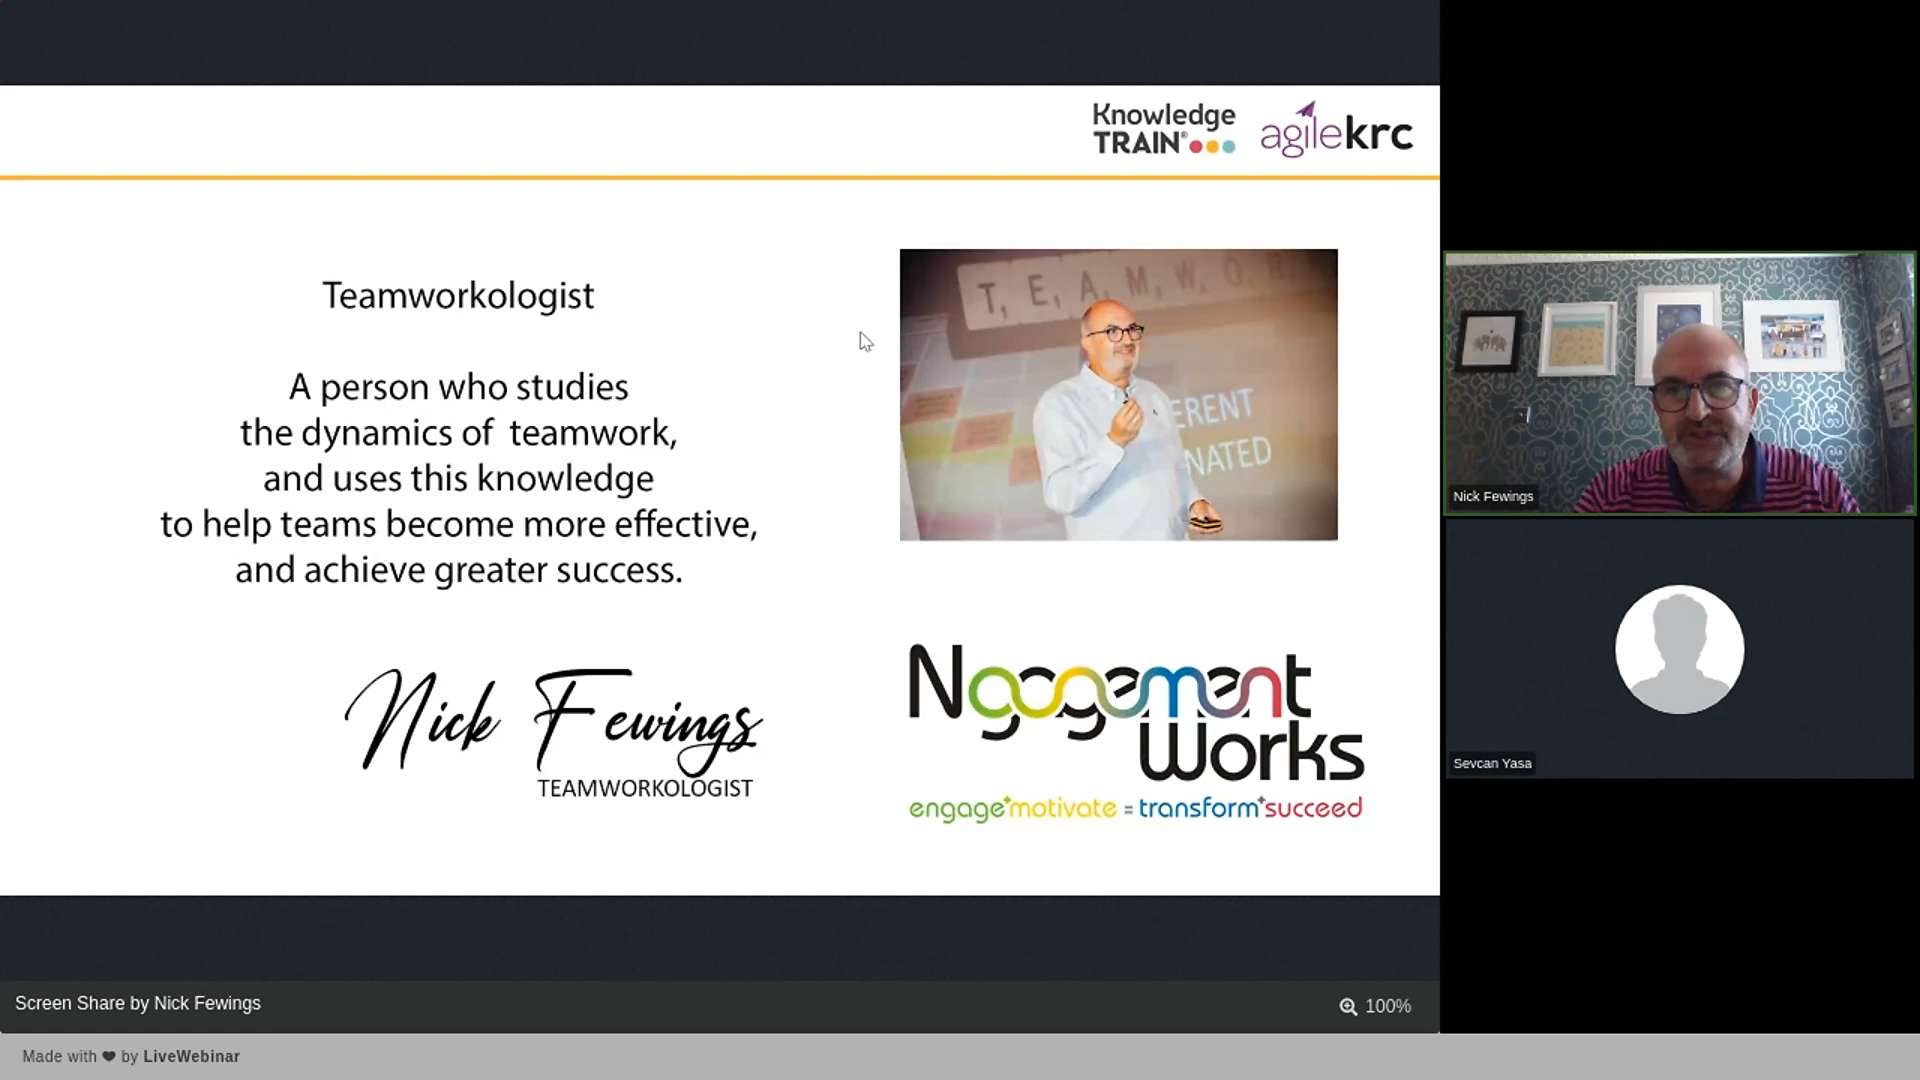 Knowledge
TRAIN®
agilekrc
Teamworkologist
A person who studies
the dynamics of  teamwork,
and uses this knowledge
to help teams become more effective,
and achieve greater success.
T, E, A, M, W, O, R,
ERENT
NATED
Nick Fewings
TEAMWORKOLOGIST
Ngagement
Works
engage+motivate = transform+succeed
Nick Fewings
Sevcan Yasa
Screen Share by Nick Fewings
100%
Made with ❤ by LiveWebinar